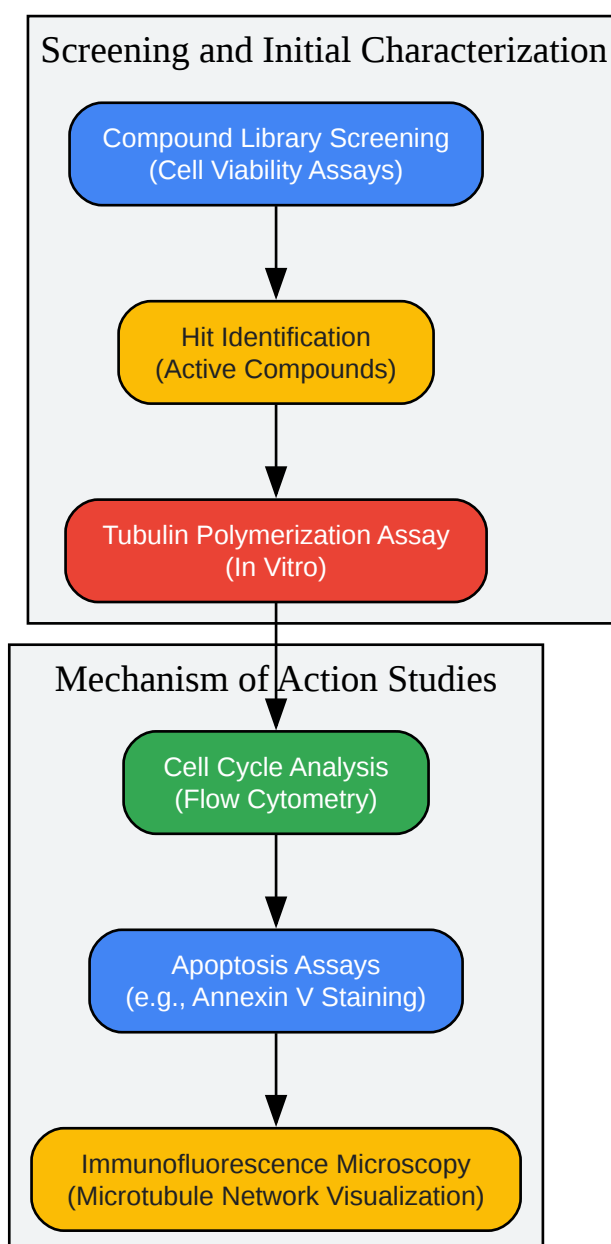 Screening and Initial Characterization
Compound Library Screening
(Cell Viability Assays)
Hit Identification
(Active Compounds)
Tubulin Polymerization Assay
(In Vitro)
Mechanism of Action Studies
Cell Cycle Analysis
(Flow Cytometry)
Apoptosis Assays
(e.g., Annexin V Staining)
Immunofluorescence Microscopy
(Microtubule Network Visualization)